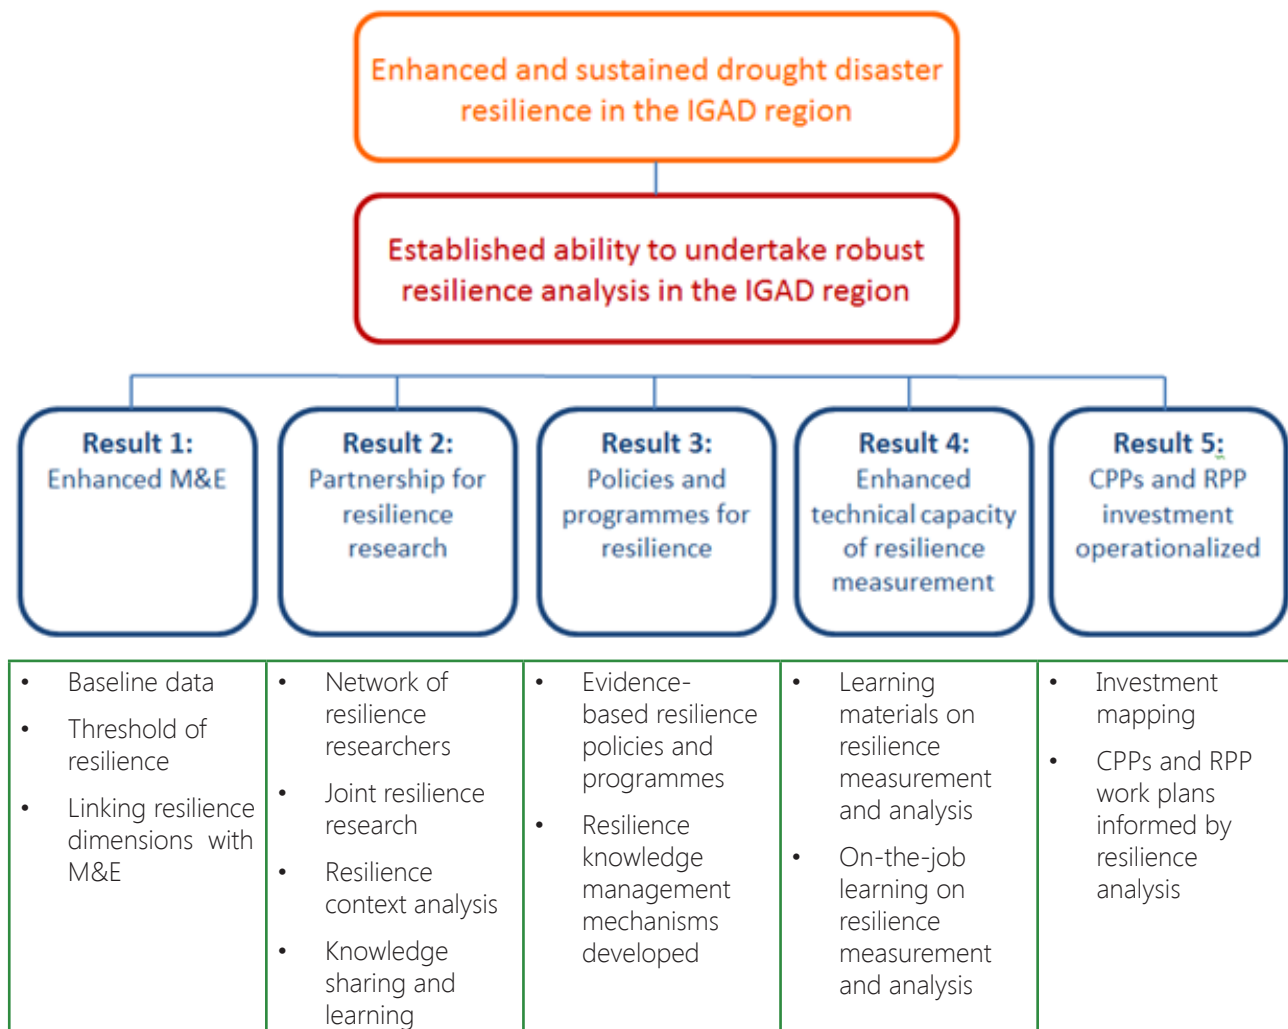 Enhanced and sustained drought disaster
resilience in the IGAD region
Established ability to undertake robust
resilience analysis in the IGAD region
Result 1:
Enhanced M&E
Result 2:
Partnership for
resilience
research
Result 3:
Policies and
programmes for
resilience
Result 4:
Enhanced
technical capacity
of resilience
measurement
Result 5:
CPPs and RPP
investment
operationalized
• Baseline data
• Threshold of
resilience
• Linking resilience
dimensions with
M&E
• Network of
resilience
researchers
• Joint resilience
research
• Resilience
context analysis
• Knowledge
sharing and
learning
• Evidence-
based resilience
policies and
programmes
• Resilience
knowledge
management
mechanisms
developed
• Learning
materials on
resilience
measurement
and analysis
• On-the-job
learning on
resilience
measurement
and analysis
• Investment
mapping
• CPPs and RPP
work plans
informed by
resilience
analysis